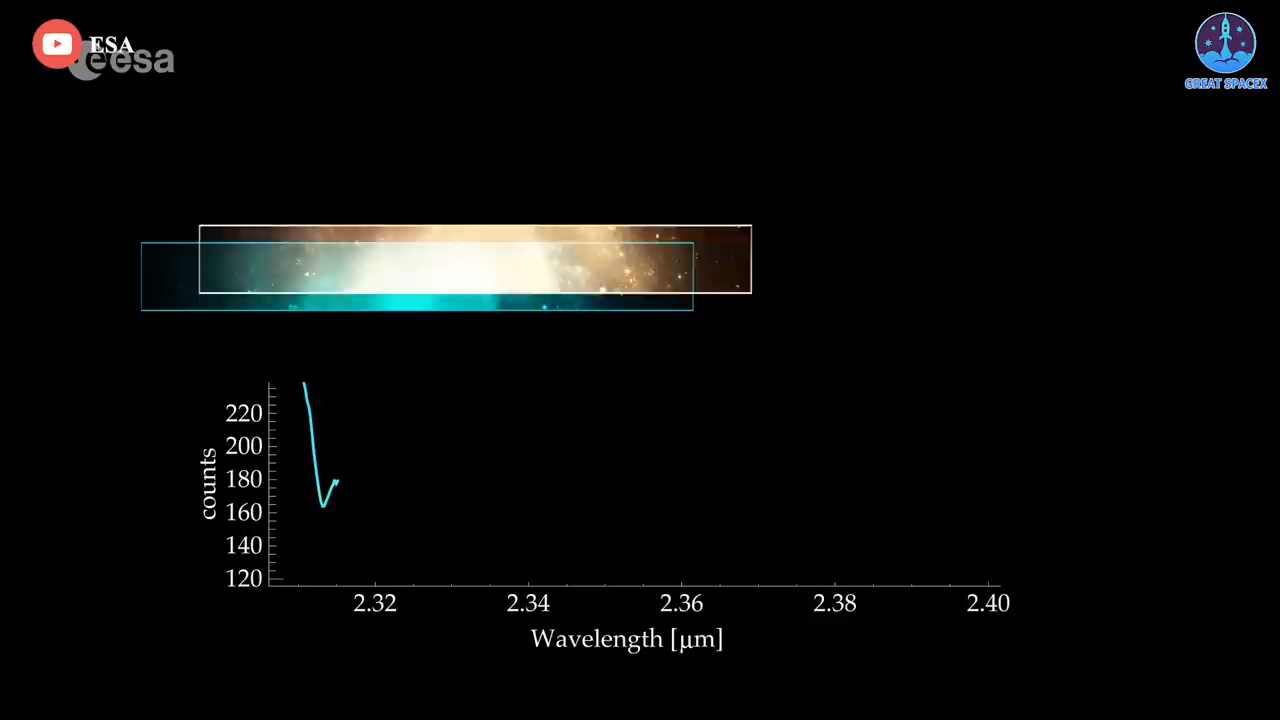 ESA
eesa
GREAT SPACEX
220
200
180
160
140
120
counts
2.32 2.34 2.36 2.38 2.40
Wavelength [μm]